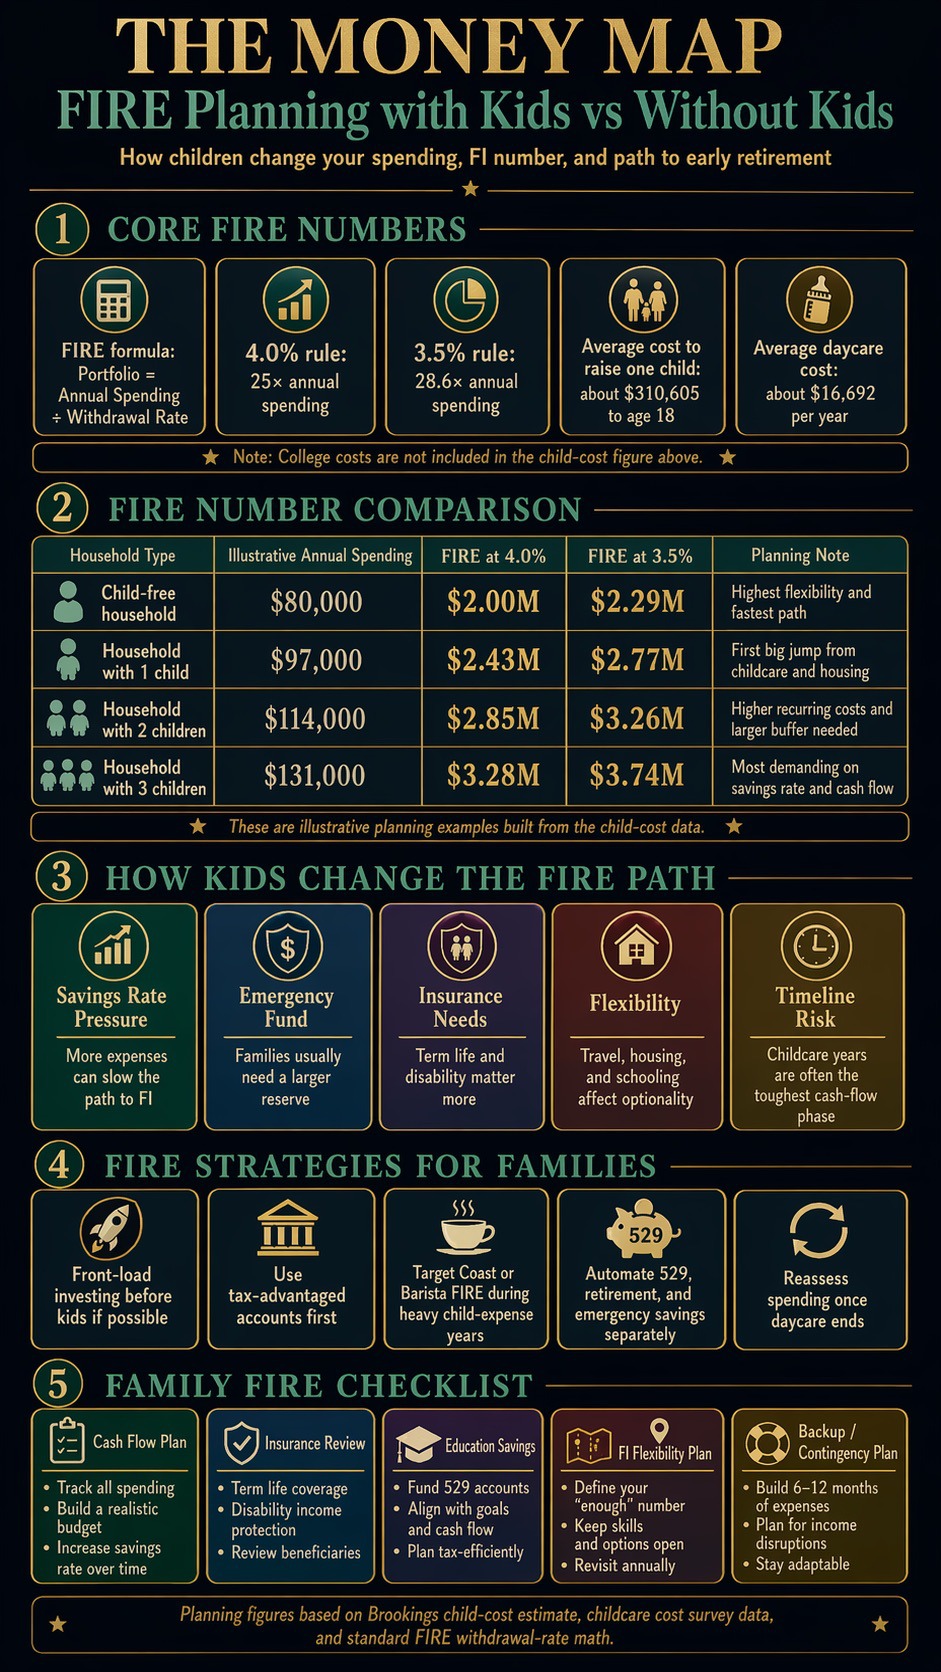 THE MONEY MAP
FIRE Planning with Kids vs Without Kids
How children change your spending, FI number, and path to early retirement
1 CORE FIRE NUMBERS
FIRE formula:
Portfolio =
Annual Spending
÷ Withdrawal Rate
4.0% rule:
25× annual
spending
3.5% rule:
28.6× annual
spending
Average cost to
raise one child:
about $310,605
to age 18
Average daycare
cost:
about $16,692
per year
Note: College costs are not included in the child-cost figure above.
2 FIRE NUMBER COMPARISON
Household Type Illustrative Annual Spending FIRE at 4.0% FIRE at 3.5% Planning Note
Child-free
household
$80,000 $2.00M $2.29M
Highest flexibility and
fastest path
Household
with 1 child
$97,000 $2.43M $2.77M
First big jump from
childcare and housing
Household
with 2 children
$114,000 $2.85M $3.26M
Higher recurring costs and
larger buffer needed
Household
with 3 children
$131,000 $3.28M $3.74M
Most demanding on
savings rate and cash flow
These are illustrative planning examples built from the child-cost data.
3 HOW KIDS CHANGE THE FIRE PATH
Savings Rate
Pressure
More expenses
can slow the
path to FI
$
Emergency
Fund
Families usually
need a larger
reserve
Insurance
Needs
Term life and
disability matter
more
Flexibility
Travel, housing,
and schooling
affect optionality
Timeline
Risk
Childcare years
are often the
toughest cash-flow
phase
4 FIRE STRATEGIES FOR FAMILIES
Front-load
investing before
kids if possible
Use
tax-advantaged
accounts first
Target Coast or
Barista FIRE during
heavy child-expense
years
529
Automate 529,
retirement, and
emergency savings
separately
Reassess
spending once
daycare ends
5 FAMILY FIRE CHECKLIST
Cash Flow Plan
• Track all spending
• Build a realistic
budget
• Increase savings
rate over time
Insurance Review
• Term life coverage
• Disability income
protection
• Review beneficiaries
Education Savings
• Fund 529 accounts
• Align with goals
and cash flow
• Plan tax-efficiently
FI Flexibility Plan
• Define your
“enough” number
• Keep skills
and options open
• Revisit annually
Backup /
Contingency Plan
• Build 6–12 months
of expenses
• Plan for income
disruptions
• Stay adaptable
Planning figures based on Brookings child-cost estimate, childcare cost survey data,
and standard FIRE withdrawal-rate math.